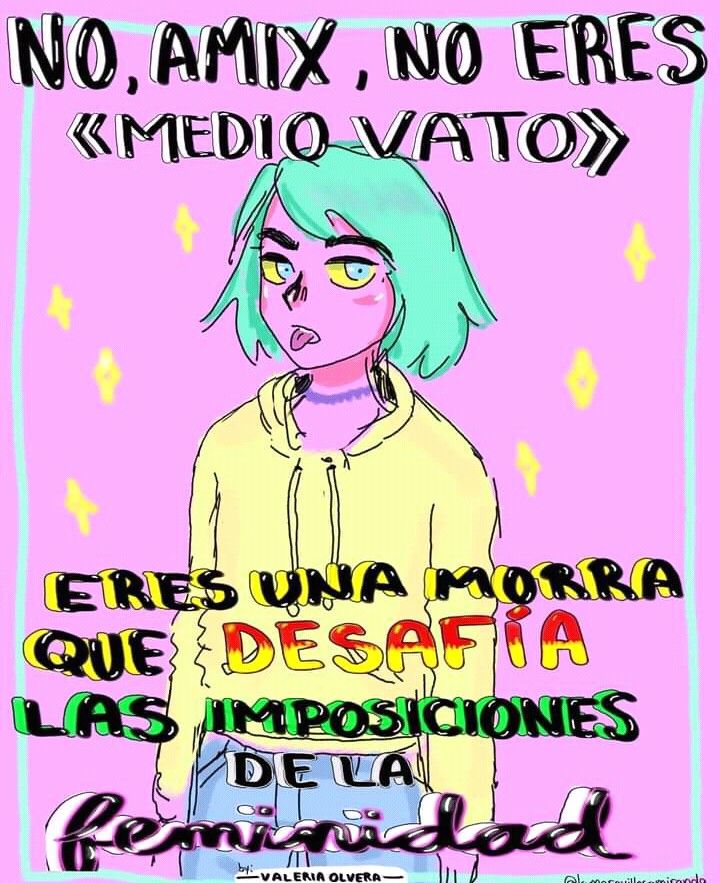 NO, AMIX, NO ERES
«MEDIO VATO»
ERES UNA MORRA
QUE DESAFÍA
LAS IMPOSICIONES
DE LA
feminidad
by: VALERIA OLVERA